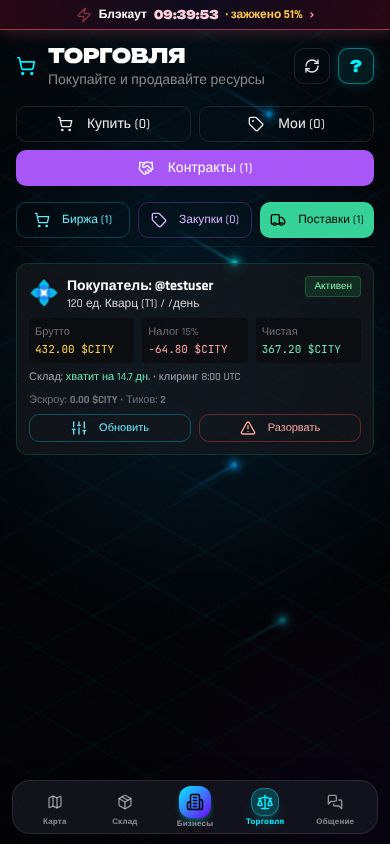 Блэкаут 09:39:53 · зажжено 51% ›
ТОРГОВЛЯ
Покупайте и продавайте ресурсы
?
Купить (0)
Мои (0)
Контракты (1)
Биржа (1)
Закупки (0)
Поставки (1)
Покупатель: @testuser
Активен
120 ед. Кварц (T1) / /день
Брутто
Налог 15%
Чистая
432.00 $CITY
-64.80 $CITY
367.20 $CITY
Склад: хватит на 14.7 дн. · клиринг 8:00 UTC
Эскроу: 0.00 $CITY · Тиков: 2
Обновить
Разорвать
Карта
Склад
Бизнесы
Торговля
Общение